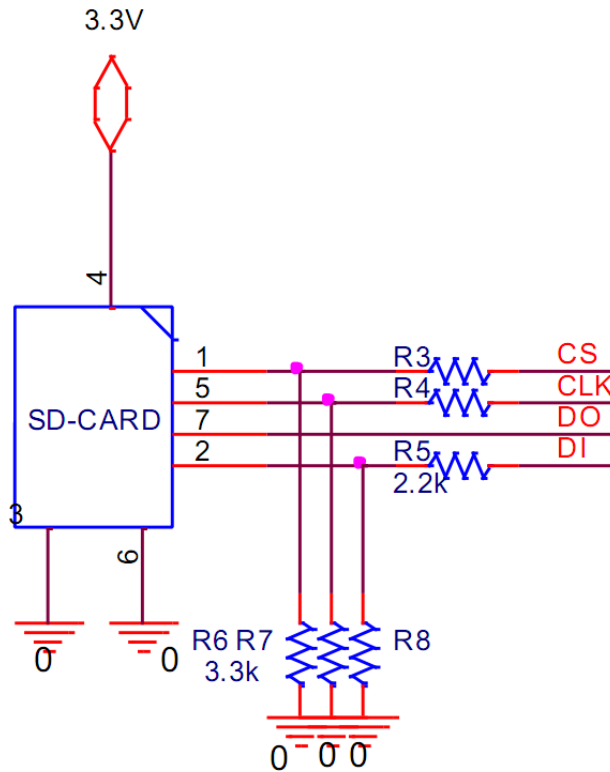 3.3V
4
1
R3
CS
5
R4
CLK
SD-CARD
7
DO
2
R5
DI
2.2k
3
6
0
0
R6 R7
R8
3.3k
0
0
0